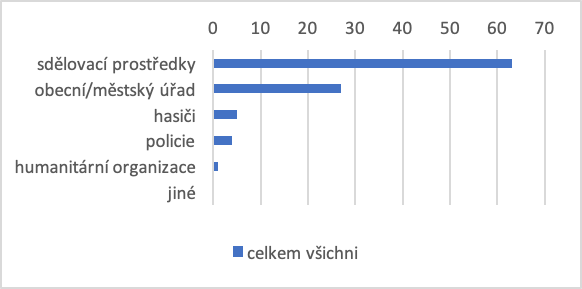 0 10 20 30 40 50 60 70
sdělovací prostředky
obecní/městský úřad
hasiči
policie
humanitární organizace
jiné
celkem všichni